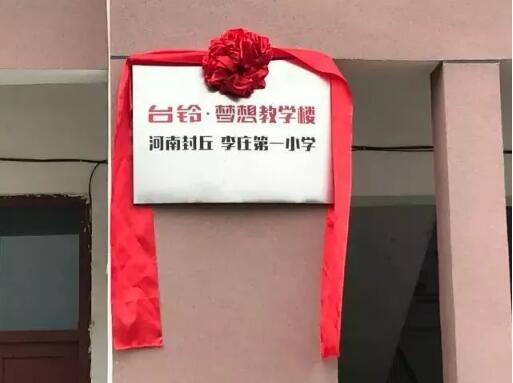 台铃·梦想教学楼
河南封丘 李庄第一小学